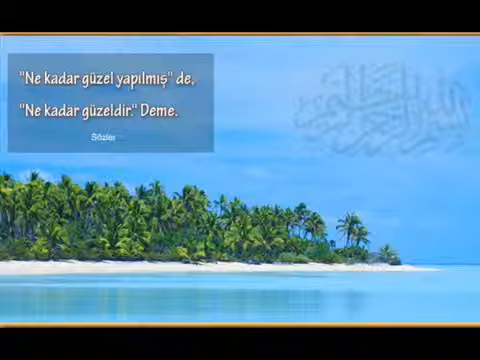 "Ne kadar güzel yapılmış" de,
"Ne kadar güzeldir." Deme.
Sözler